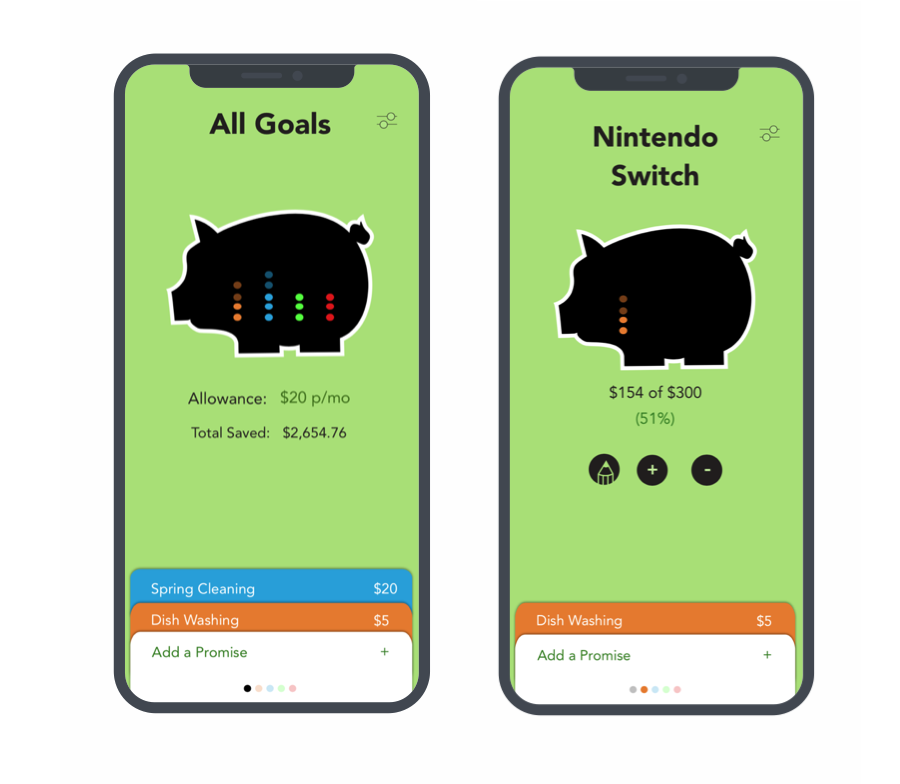 All Goals
Allowance: $20 p/mo
Total Saved: $2,654.76
Spring Cleaning $20
Dish Washing $5
Add a Promise +
Nintendo
Switch
$154 of $300
(51%)
+ -
Dish Washing $5
Add a Promise +